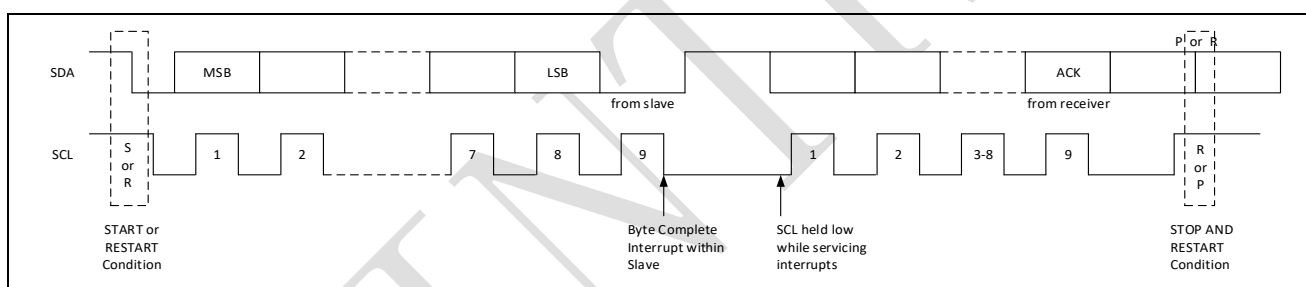 P or R
SDA
MSB
LSB
ACK
from slave
from receiver
SCL
S
or
R
1
2
7
8
9
1
2
3-8
9
R
or
P
START or
RESTART
Condition
Byte Complete
Interrupt within
Slave
SCL held low
while servicing
interrupts
STOP AND
RESTART
Condition